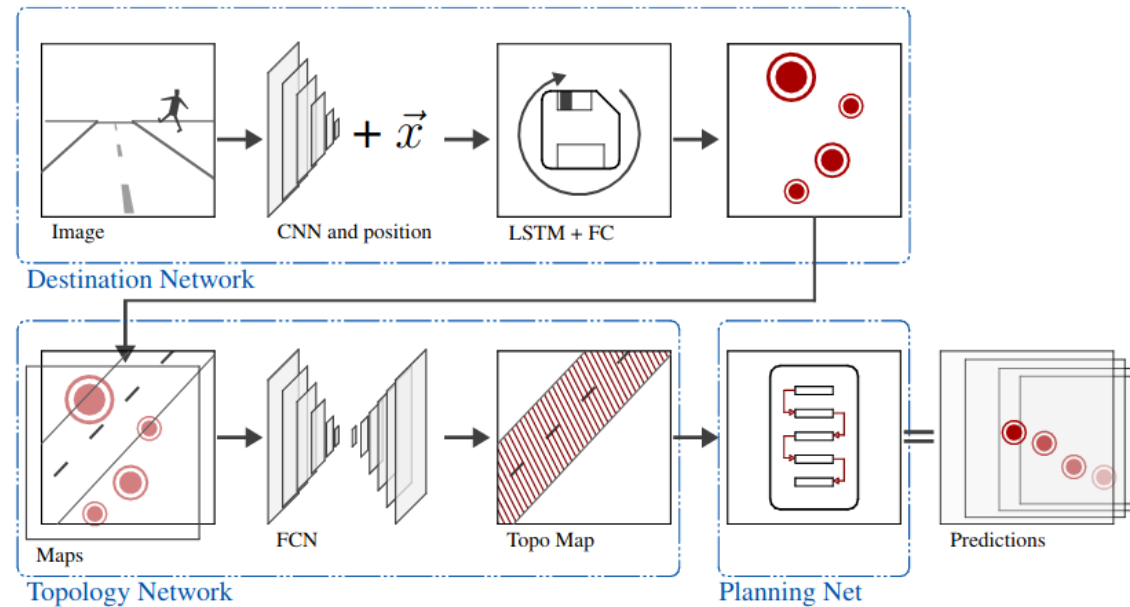 + x⃗
Image
CNN and position
LSTM + FC
Destination Network
=
Maps
FCN
Topo Map
Predictions
Topology Network
Planning Net